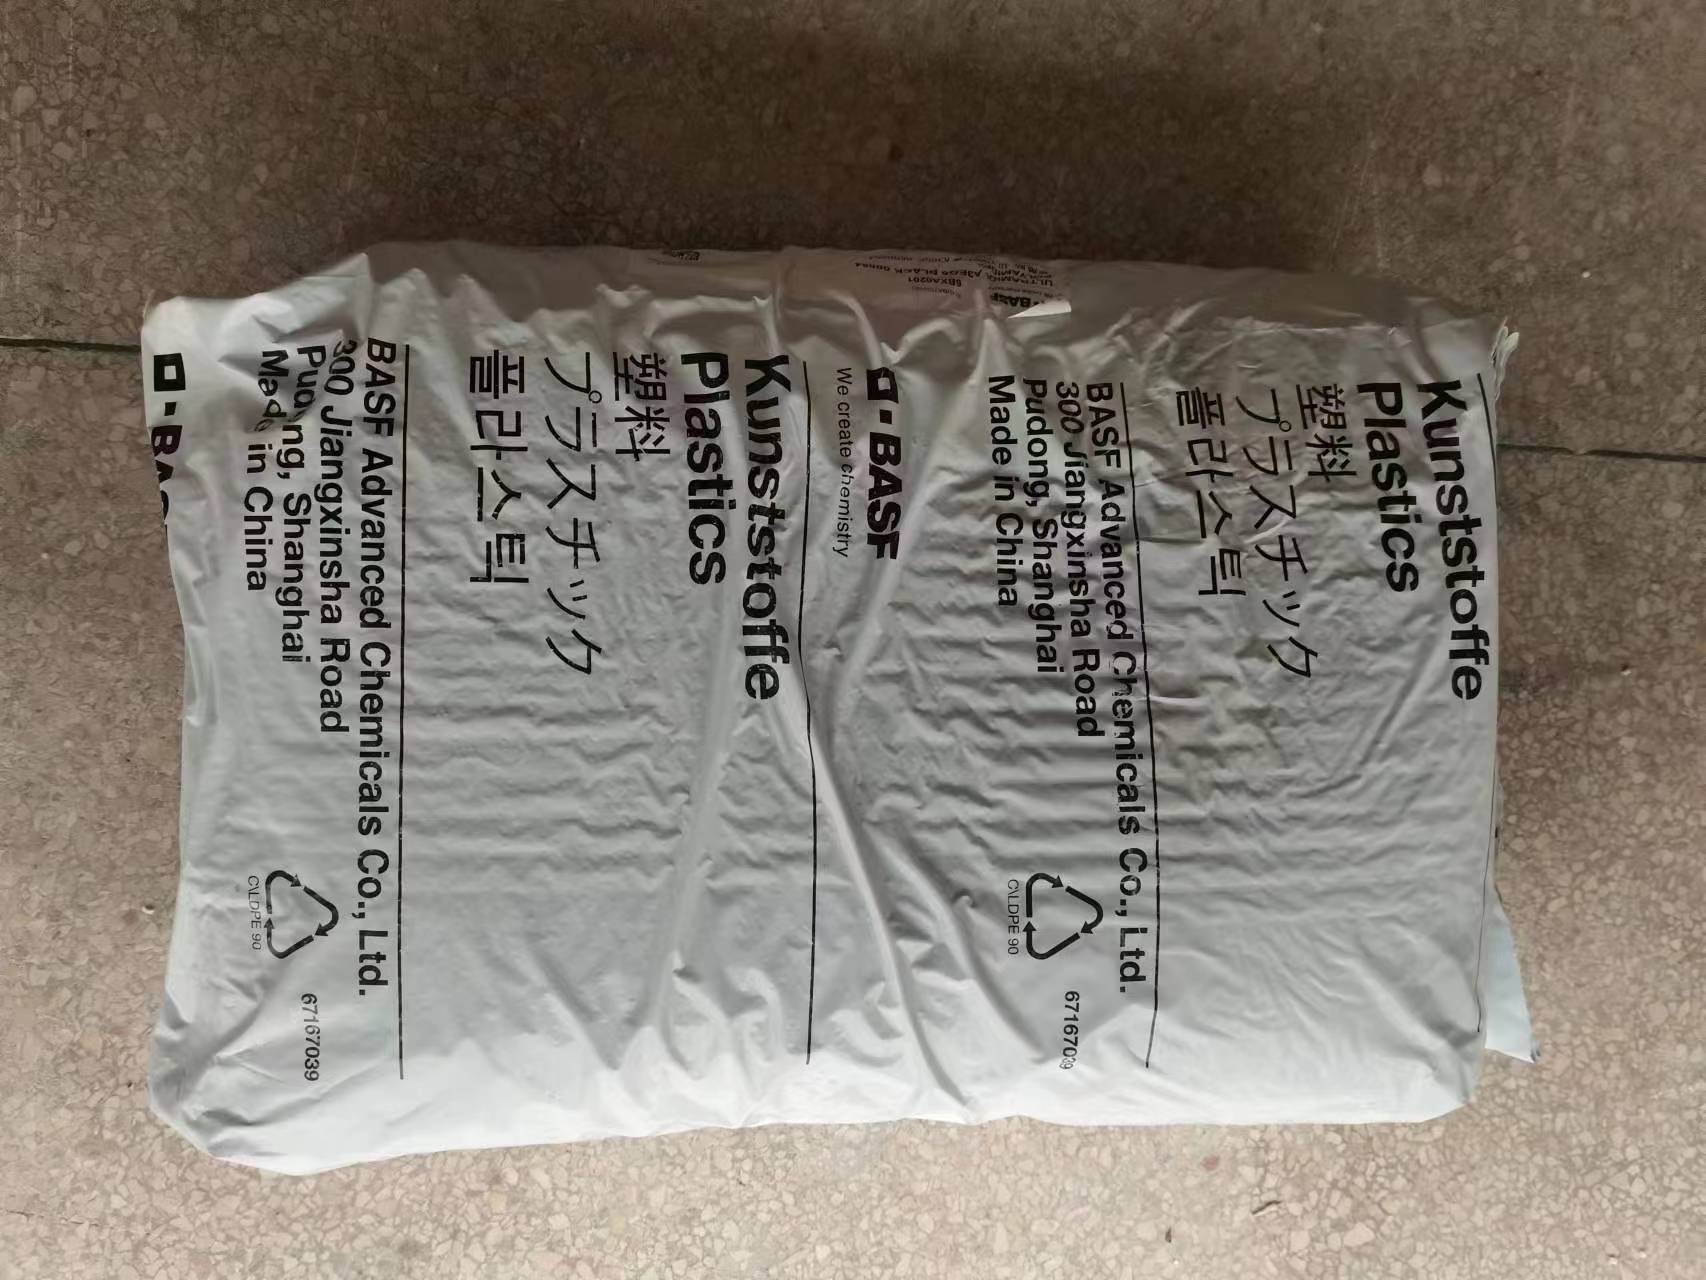 Kunststoffe
Plastics
塑料
プラスチック
플라스틱
BASF Advanced Chemicals Co., Ltd.
300 Jiangxinsha Road
Pudong, Shanghai
Made in China
C\LDPE 90
67167039
BASF
We create chemistry
Kunststoffe
Plastics
塑料
プラスチック
플라스틱
BASF Advanced Chemicals Co., Ltd.
300 Jiangxinsha Road
Pudong, Shanghai
Made in China
C\LDPE 90
67167039
BASF